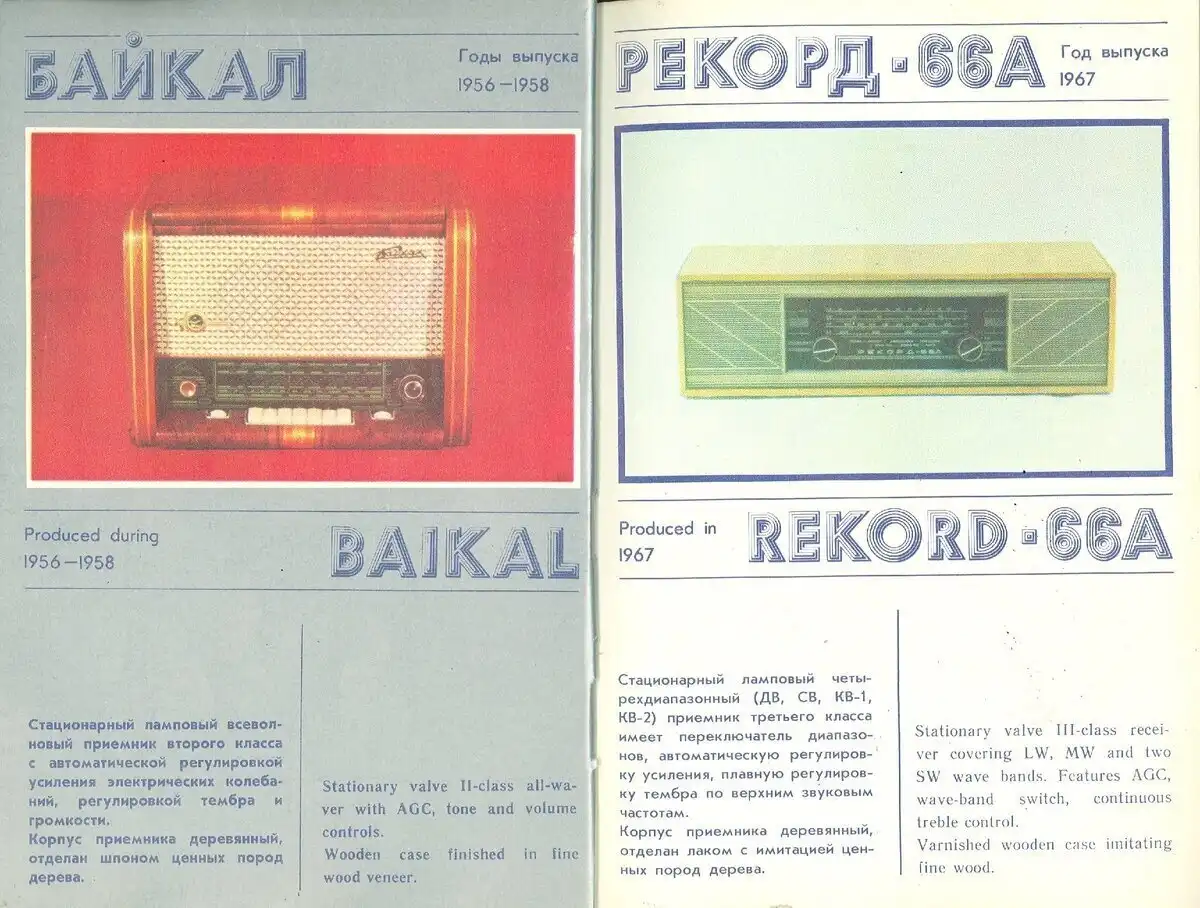 БАЙКАЛ
Годы выпуска
1956—1958
Байкал
Produced during
1956—1958
BAIKAL
Стационарный ламповый всевол-
новый приемник второго класса
с автоматической регулировкой
усиления электрических колеба-
ний, регулировкой тембра и
громкости.
Корпус приемника деревянный,
отделан шпоном ценных пород
дерева.
Stationary valve II-class all-wa-
ver with AGC, tone and volume
controls.
Wooden case finished in fine
wood veneer.
РЕКОРД-66А
Год выпуска
1967
Produced in
1967
REKORD-66A
Стационарный ламповый четы-
рехдиапазонный (ДВ, СВ, КВ-1,
КВ-2) приемник третьего класса
имеет переключатель диапазо-
нов, автоматическую регулиров-
ку усиления, плавную регулиров-
ку тембра по верхним звуковым
частотам.
Корпус приемника деревянный,
отделан лаком с имитацией цен-
ных пород дерева.
Stationary valve III-class recei-
ver covering LW, MW and two
SW wave bands. Features AGC,
wave-band switch, continuous
treble control.
Varnished wooden case imitating
fine wood.